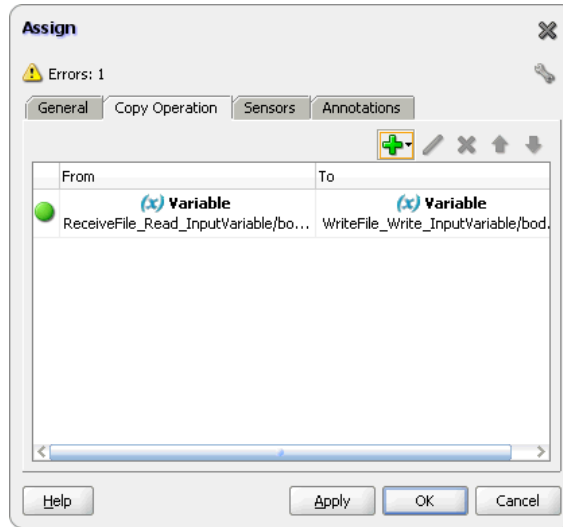 Assign
Errors: 1
General Copy Operation Sensors Annotations
From To
(x) Variable (x) Variable
ReceiveFile_Read_InputVariable/bo... WriteFile_Write_InputVariable/bod.
Help Apply OK Cancel